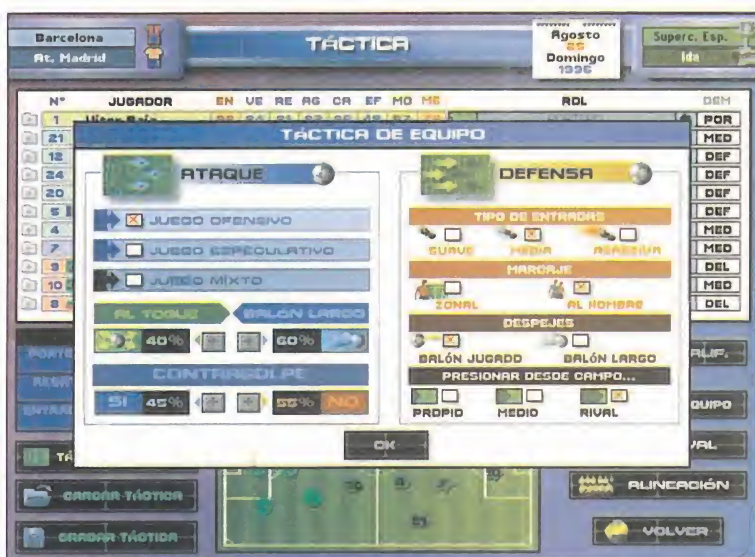 Barcelona
At. Madrid
TÁCTICA
Agosto
25
Domingo
1996
Superc. Esp.
Ida
Nº JUGADOR EN VE RE AG CA EF MO ME ROL DEM
1 POR
21 MED
12 DEF
24 DEF
20 DEF
5 DEF
4 MED
7 MED
9 DEL
10 MED
8 DEL
TÁCTICA DE EQUIPO
ATAQUE
JUEGO OFENSIVO
JUEGO ESPECULATIVO
JUEGO MIXTO
AL TOQUE BALÓN LARGO
40% 60%
CONTRAGOLPE
SI 45% 55% NO
DEFENSA
TIPO DE ENTRADAS
SUAVE MEDIA AGRESIVA
MARCAJE
ZONAL AL HOMBRE
DESPEJES
BALÓN JUGADO BALÓN LARGO
PRESIONAR DESDE CAMPO...
PROPIO MEDIO RIVAL
OK
CARGAR TÁCTICA
GRABAR TÁCTICA
ALINEACIÓN
VOLVER